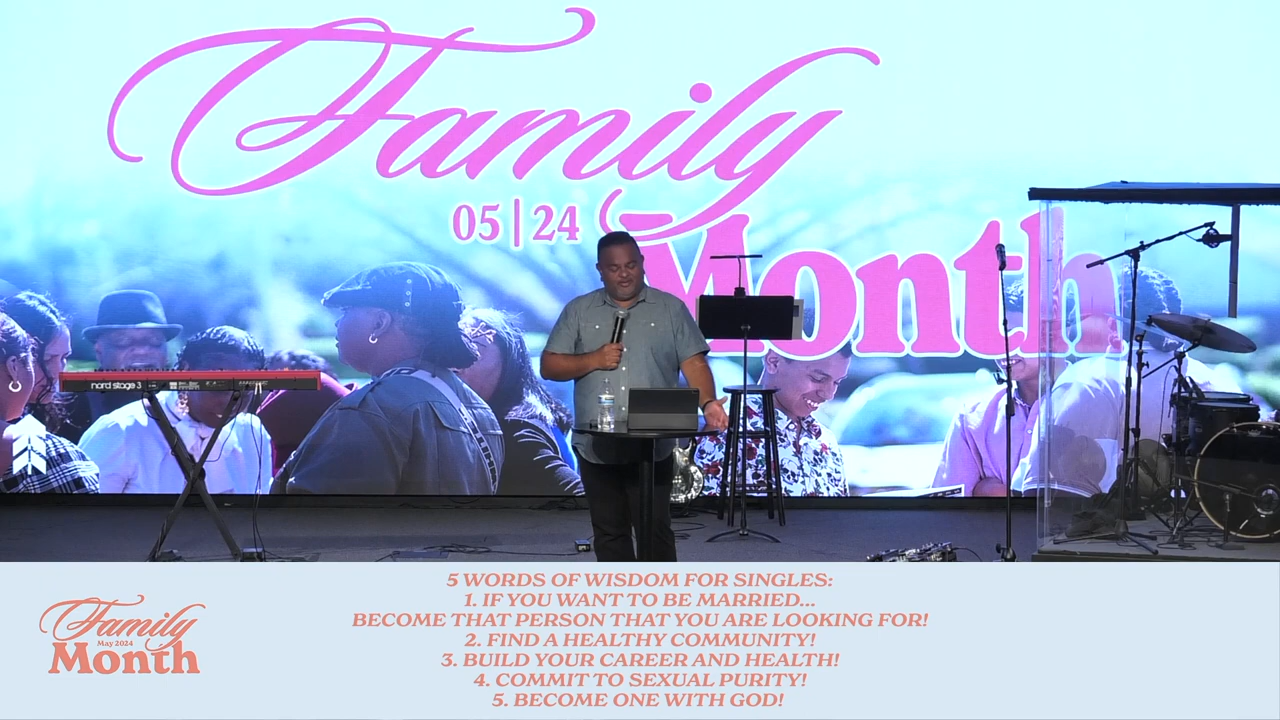 Family
05|24
Month
nord stage 3
5 WORDS OF WISDOM FOR SINGLES:
1. IF YOU WANT TO BE MARRIED...
BECOME THAT PERSON THAT YOU ARE LOOKING FOR!
2. FIND A HEALTHY COMMUNITY!
3. BUILD YOUR CAREER AND HEALTH!
4. COMMIT TO SEXUAL PURITY!
5. BECOME ONE WITH GOD!
Family
May 2024
Month